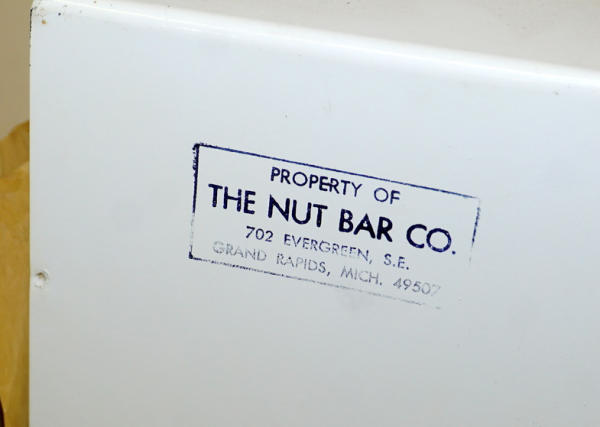 PROPERTY OF
THE NUT BAR CO.
702 EVERGREEN, S.E.
GRAND RAPIDS, MICH. 49507